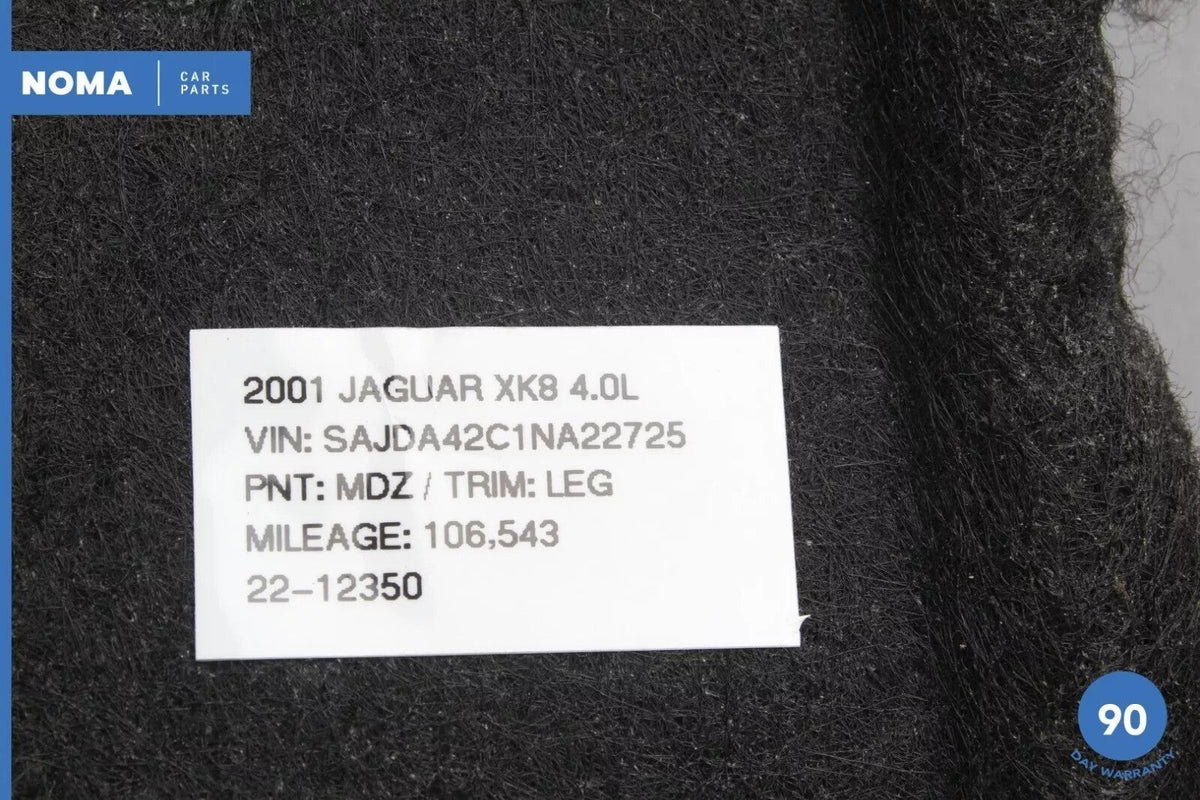 NOMA
CAR
PARTS
2001 JAGUAR XK8 4.0L
VIN: SAJDA42C1NA22725
PNT: MDZ / TRIM: LEG
MILEAGE: 106,543
22-12350
90
DAY WARRANTY